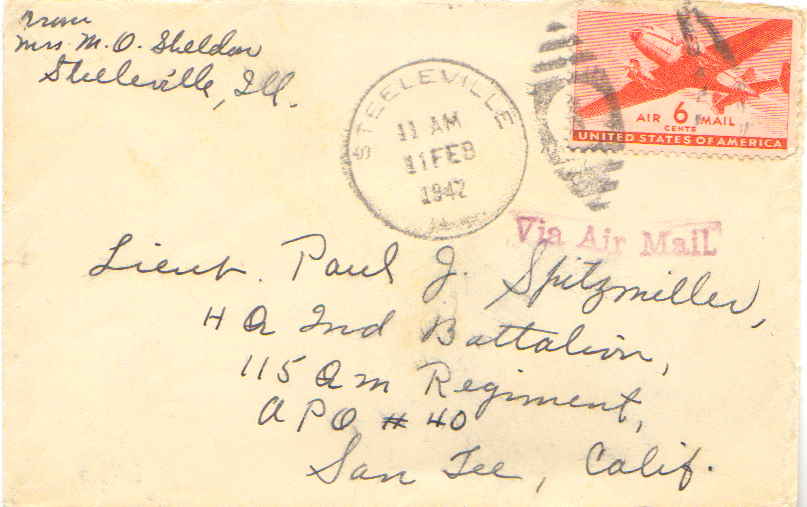 From
Mrs. M. O. Sheldon
Steeleville, Ill.
STEELEVILLE
11 AM
11 FEB
1942
AIR 6 MAIL
CENTS
UNITED STATES OF AMERICA
Via Air Mail
Lieut. Paul J. Spitzmiller,
HQ 2nd Battalion,
115 Qm Regiment,
APO # 40
San Tee, Calif.